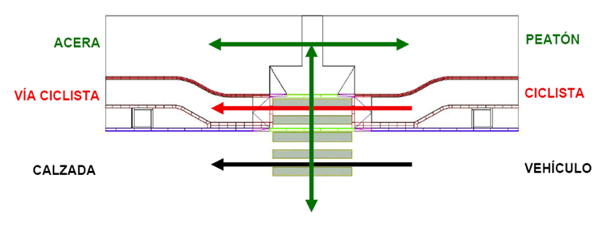 ACERA
PEATÓN
VÍA CICLISTA
CICLISTA
CALZADA
VEHÍCULO